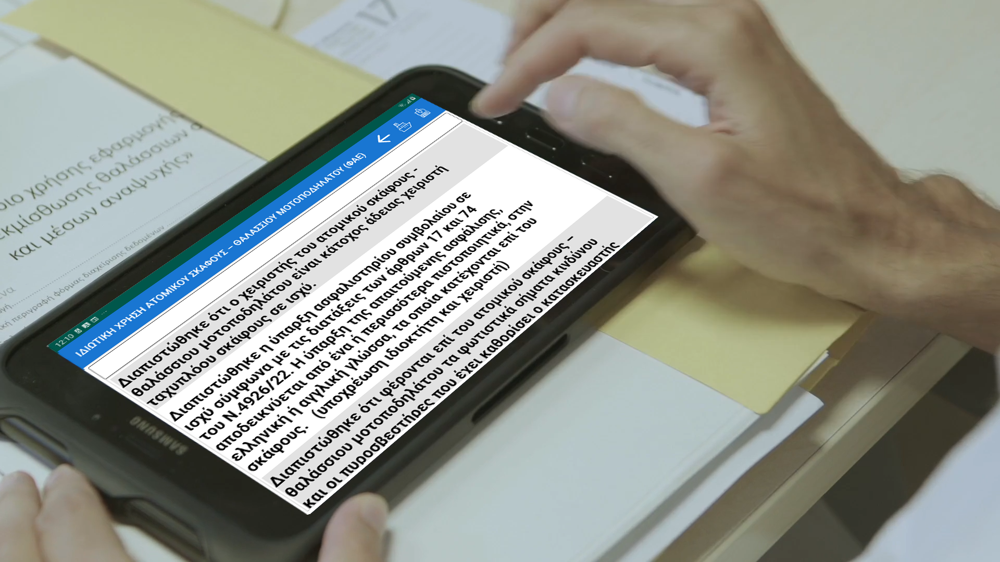 17
χρήσης εφαρμογής
εκμίσθωσης θαλάσσιων
και μέσων αναψυχής»
περιγραφή φόρμας διαχείρισης δεδομένων
12:10
ΙΔΙΩΤΙΚΗ ΧΡΗΣΗ ΑΤΟΜΙΚΟΥ ΣΚΑΦΟΥΣ – ΘΑΛΑΣΣΙΟΥ ΜΟΤΟΠΟΔΗΛΑΤΟΥ (ΦΑΕ)
Διαπιστώθηκε ότι ο χειριστής του ατομικού σκάφους -
θαλάσσιου μοτοποδηλάτου είναι κάτοχος άδειας χειριστή
ταχυπλόου σκάφους σε ισχύ.
Διαπιστώθηκε η ύπαρξη ασφαλιστηρίου συμβολαίου σε
ισχύ σύμφωνα με τις διατάξεις των άρθρων 17 και 74
του Ν.4926/22. Η ύπαρξη της απαιτούμενης ασφάλισης,
αποδεικνύεται από ένα ή περισσότερα πιστοποιητικά, στην
ελληνική ή αγγλική γλώσσα, τα οποία κατέχονται επί του
σκάφους. (υποχρέωση ιδιοκτήτη και χειριστή)
Διαπιστώθηκε ότι φέρονται επί του ατομικού σκάφους –
θαλάσσιου μοτοποδηλάτου τα φωτιστικά σήματα κινδύνου
και οι πυροσβεστήρες που έχει καθορίσει ο κατασκευαστής
SAMSUNG